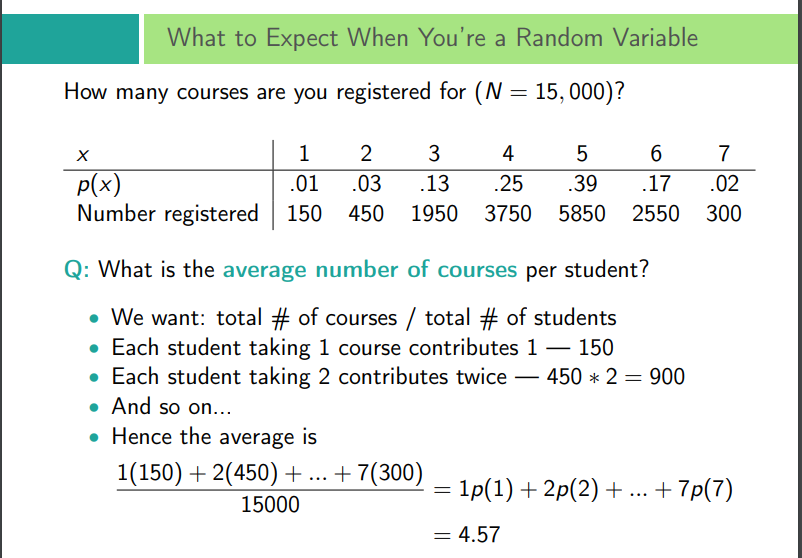 What to Expect When You're a Random Variable
How many courses are you registered for (N = 15, 000)?
x 1 2 3 4 5 6 7
p(x) .01 .03 .13 .25 .39 .17 .02
Number registered 150 450 1950 3750 5850 2550 300
Q: What is the average number of courses per student?
• We want: total # of courses / total # of students
• Each student taking 1 course contributes 1 — 150
• Each student taking 2 contributes twice — 450 ∗ 2 = 900
• And so on...
• Hence the average is
1(150) + 2(450) + ... + 7(300)
15000
= 1p(1) + 2p(2) + ... + 7p(7)
= 4.57